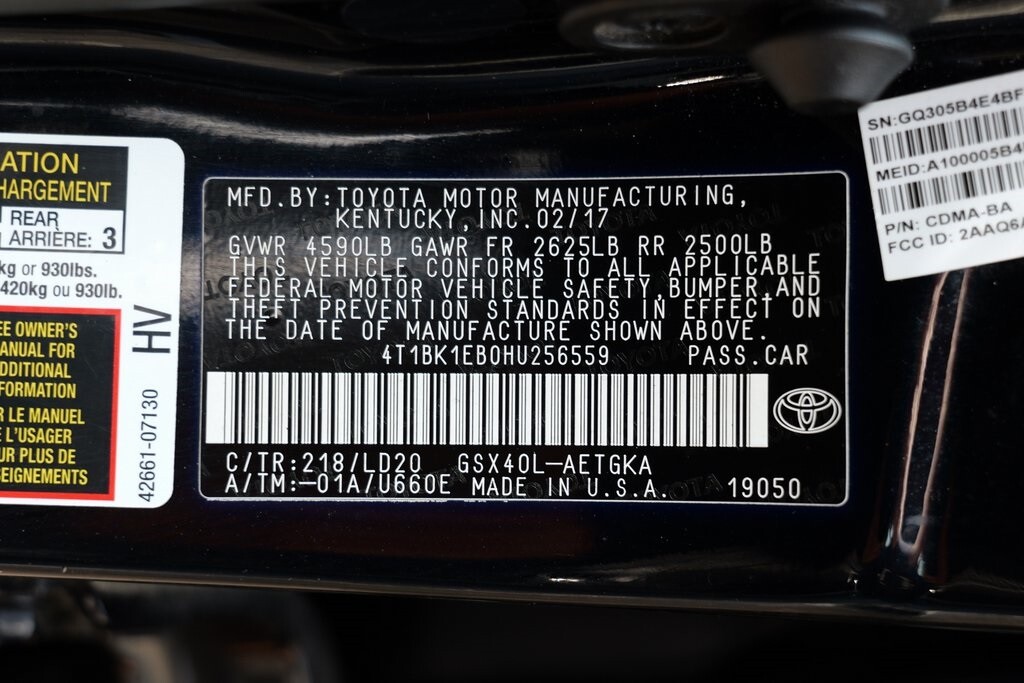 ATION
HARGEMENT
REAR
ARRIÈRE: 3
kg or 930lbs.
420kg ou 930lb.
EE OWNER'S
ANUAL FOR
DDITIONAL
FORMATION
R LE MANUEL
E L'USAGER
UR PLUS DE
SEIGNEMENTS
42661-07130
HV
MFD.BY:TOYOTA MOTOR MANUFACTURING,
KENTUCKY,INC.02/17
GVWR 4590LB GAWR FR 2625LB RR 2500LB
THIS VEHICLE CONFORMS TO ALL APPLICABLE
FEDERAL MOTOR VEHICLE SAFETY,BUMPER,AND
THEFT PREVENTION STANDARDS IN EFFECT ON
THE DATE OF MANUFACTURE SHOWN ABOVE.
4T1BK1EB0HU256559 PASS.CAR
C/TR:218/LD20 GSX40L-AETGKA
A/TM:-01A/U660E MADE IN U.S.A. 19050
SN:GQ305B4E4BF
MEID:A100005B4
P/N: CDMA-BA
FCC ID: 2AAQ6A